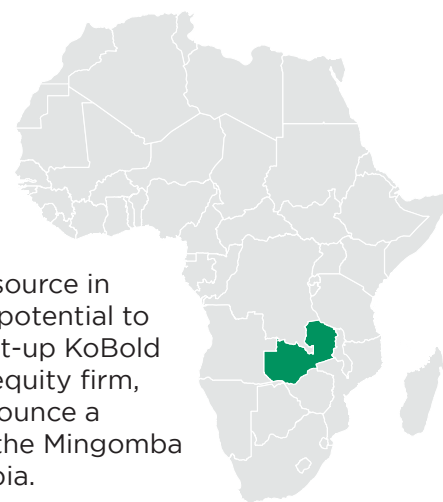 source in
potential to
t-up KoBold
equity firm,
ounce a
the Mingomba
bia.